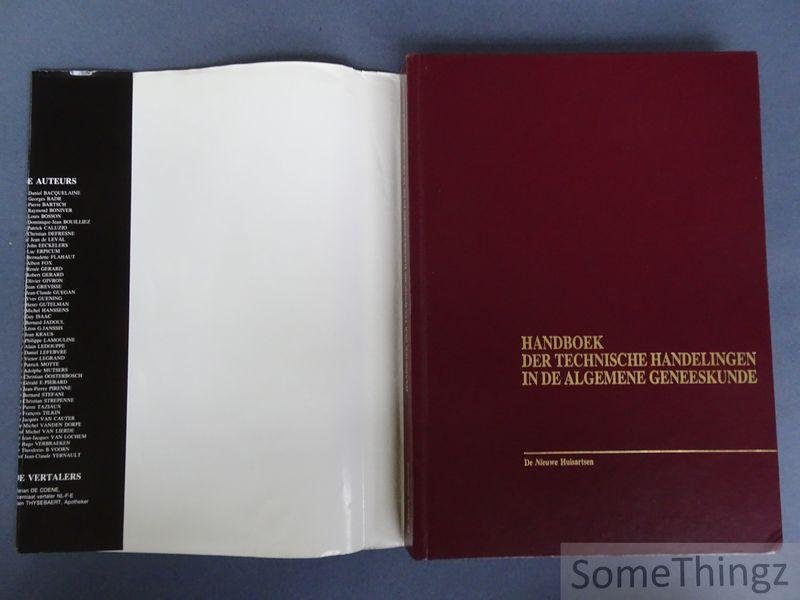 E AUTEURS
Daniel BACQUELAINE
Georges BADR
Pierre BARTSCH
Raymond BONIVER
Louis BOSSON
Dominique-Jean BOUILLIEZ
Patrick CALUZIO
Christian DEFRESNE
Jean de LEVAL
John EECKELERS
Luc ERPICUM
Bernadette FLAHAUT
Albert FOX
Renée GERARD
Robert GERARD
Olivier GIVRON
Jean GREVISSE
Jean-Claude GUEGAN
Yves GUENING
Henri GUTELMAN
Michel HANSSENS
Guy ISAAC
Bernard JADOUL
Léon G.JANSSIS
Jean KRAUS
Philippe LAMOULINE
Alain LEDOUPPE
Daniel LEFEBVRE
Victor LEGRAND
Patrick MOTTE
Adolphe MUTSERS
Christian OOSTERBOSCH
Gérald E.PIERARD
Jean-Pierre PIRENNE
Bernard STEFANI
Christian STREPENNE
Pierre TAZIAUX
François TILKIN
Jacques VAN CAUTER
Michel VANDEN DORPE
Michel VAN LIERDE
Jean-Jacques VAN LOCHEM
Hugo VERBRAEKEN
Theodorus B.VOORN
Jean-Claude YERNAULT
DE VERTALERS
DE COENE,
vertaler NL-F-E
THYSEBAERT, Apotheker
HANDBOEK
DER TECHNISCHE HANDELINGEN
IN DE ALGEMENE GENEESKUNDE
De Nieuwe Huisartsen
SomeThingz